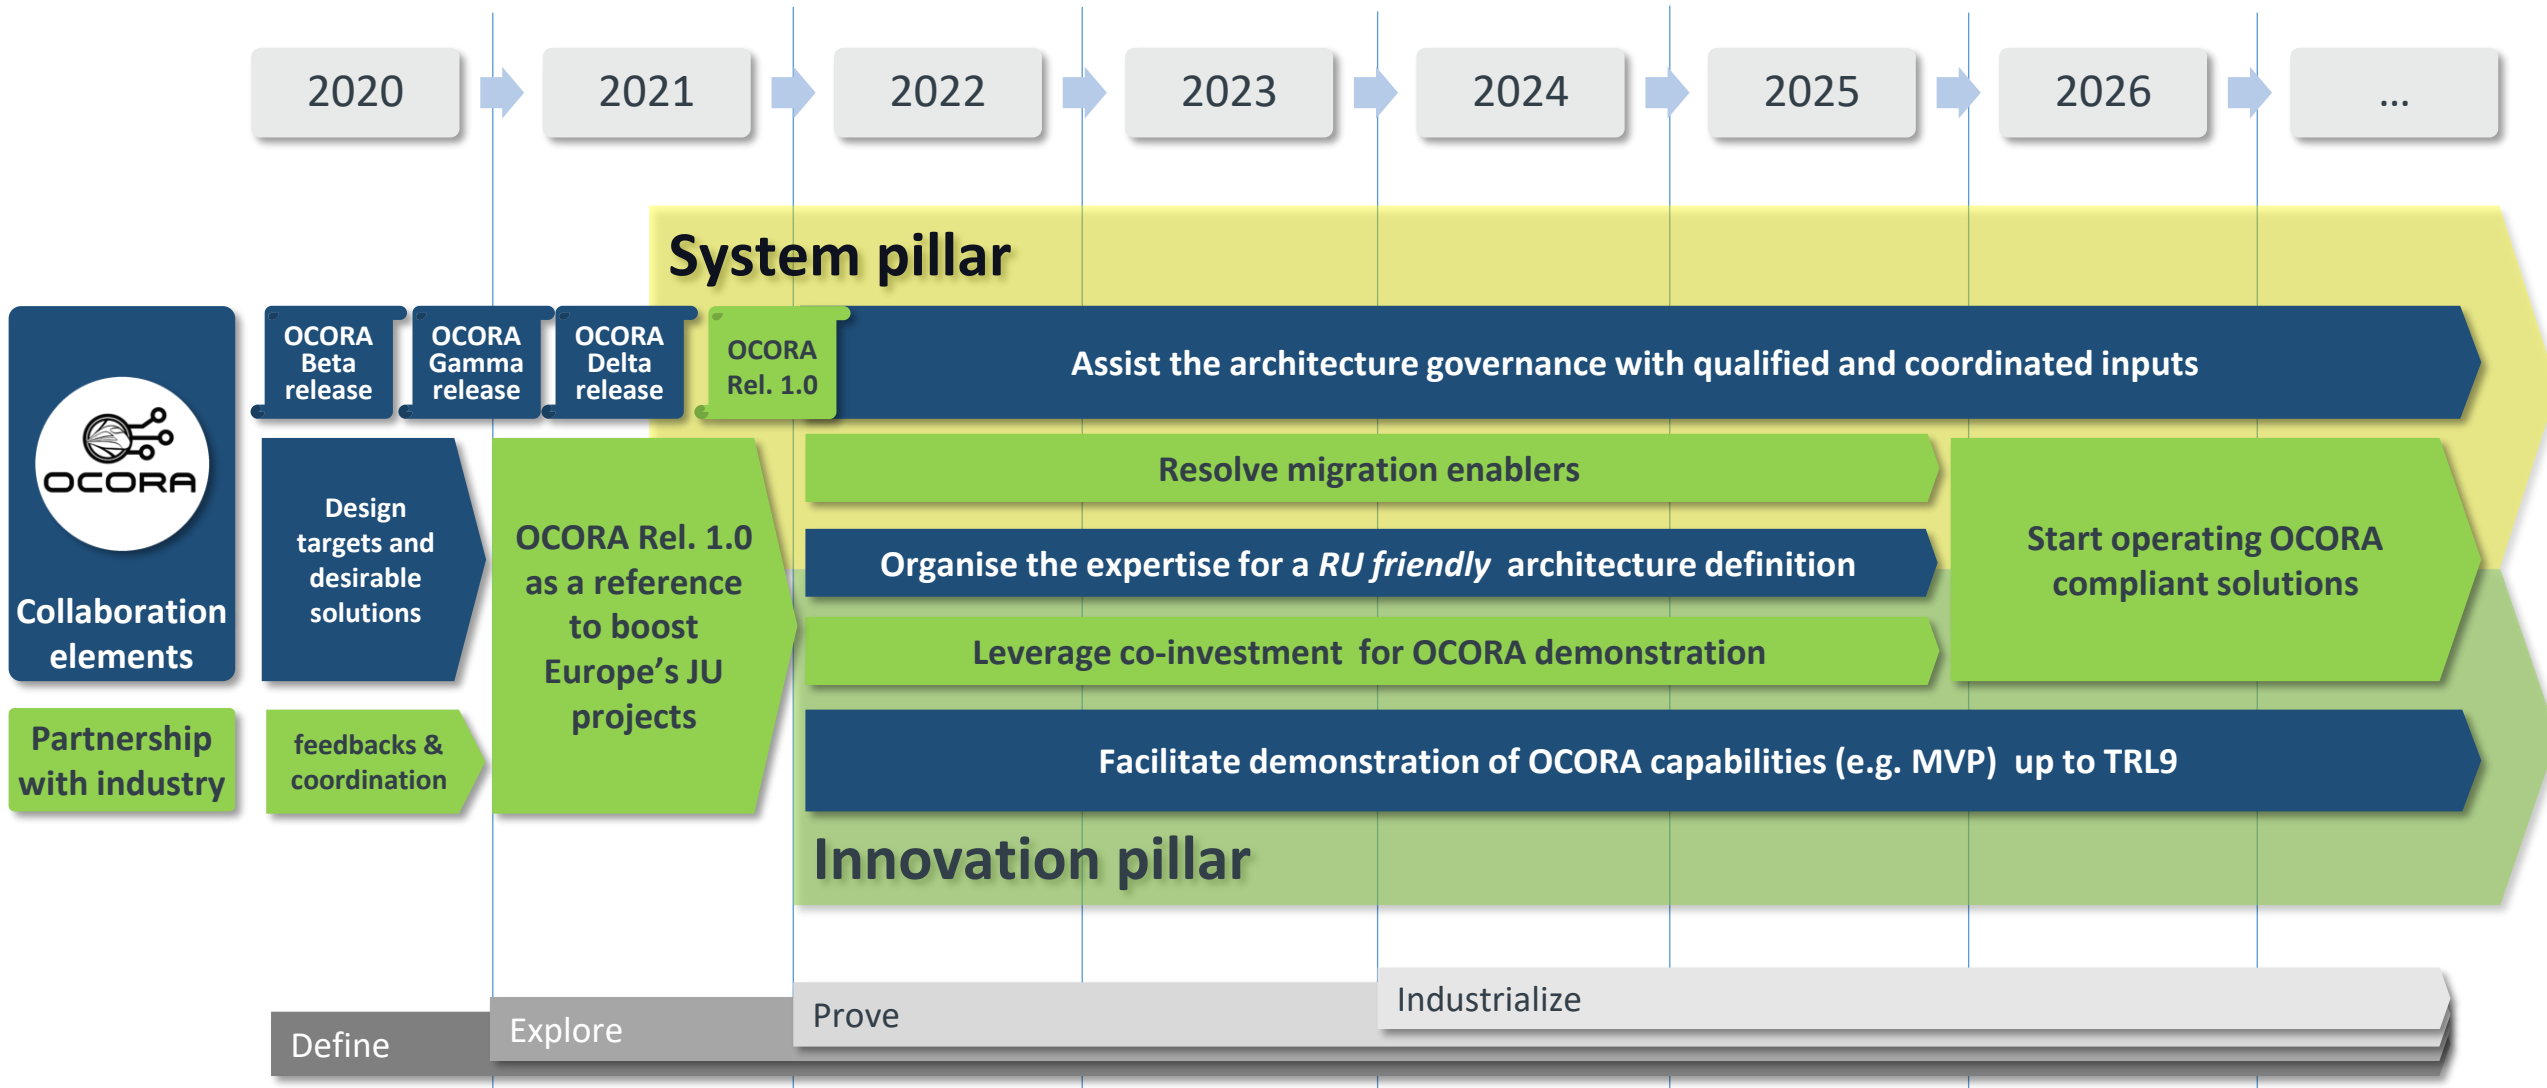 2020
2021
2022
2023
2024
2025
2026
...
System pillar
OCORA
Beta
release
OCORA
Gamma
release
OCORA
Delta
release
OCORA
Rel. 1.0
Assist the architecture governance with qualified and coordinated inputs
OCORA
Collaboration
elements
Design
targets and
desirable
solutions
OCORA Rel. 1.0
as a reference
to boost
Europe's JU
projects
Resolve migration enablers
Organise the expertise for a RU friendly architecture definition
Leverage co-investment for OCORA demonstration
Start operating OCORA
compliant solutions
Partnership
with industry
feedbacks &
coordination
Facilitate demonstration of OCORA capabilities (e.g. MVP) up to TRL9
Innovation pillar
Define
Explore
Prove
Industrialize